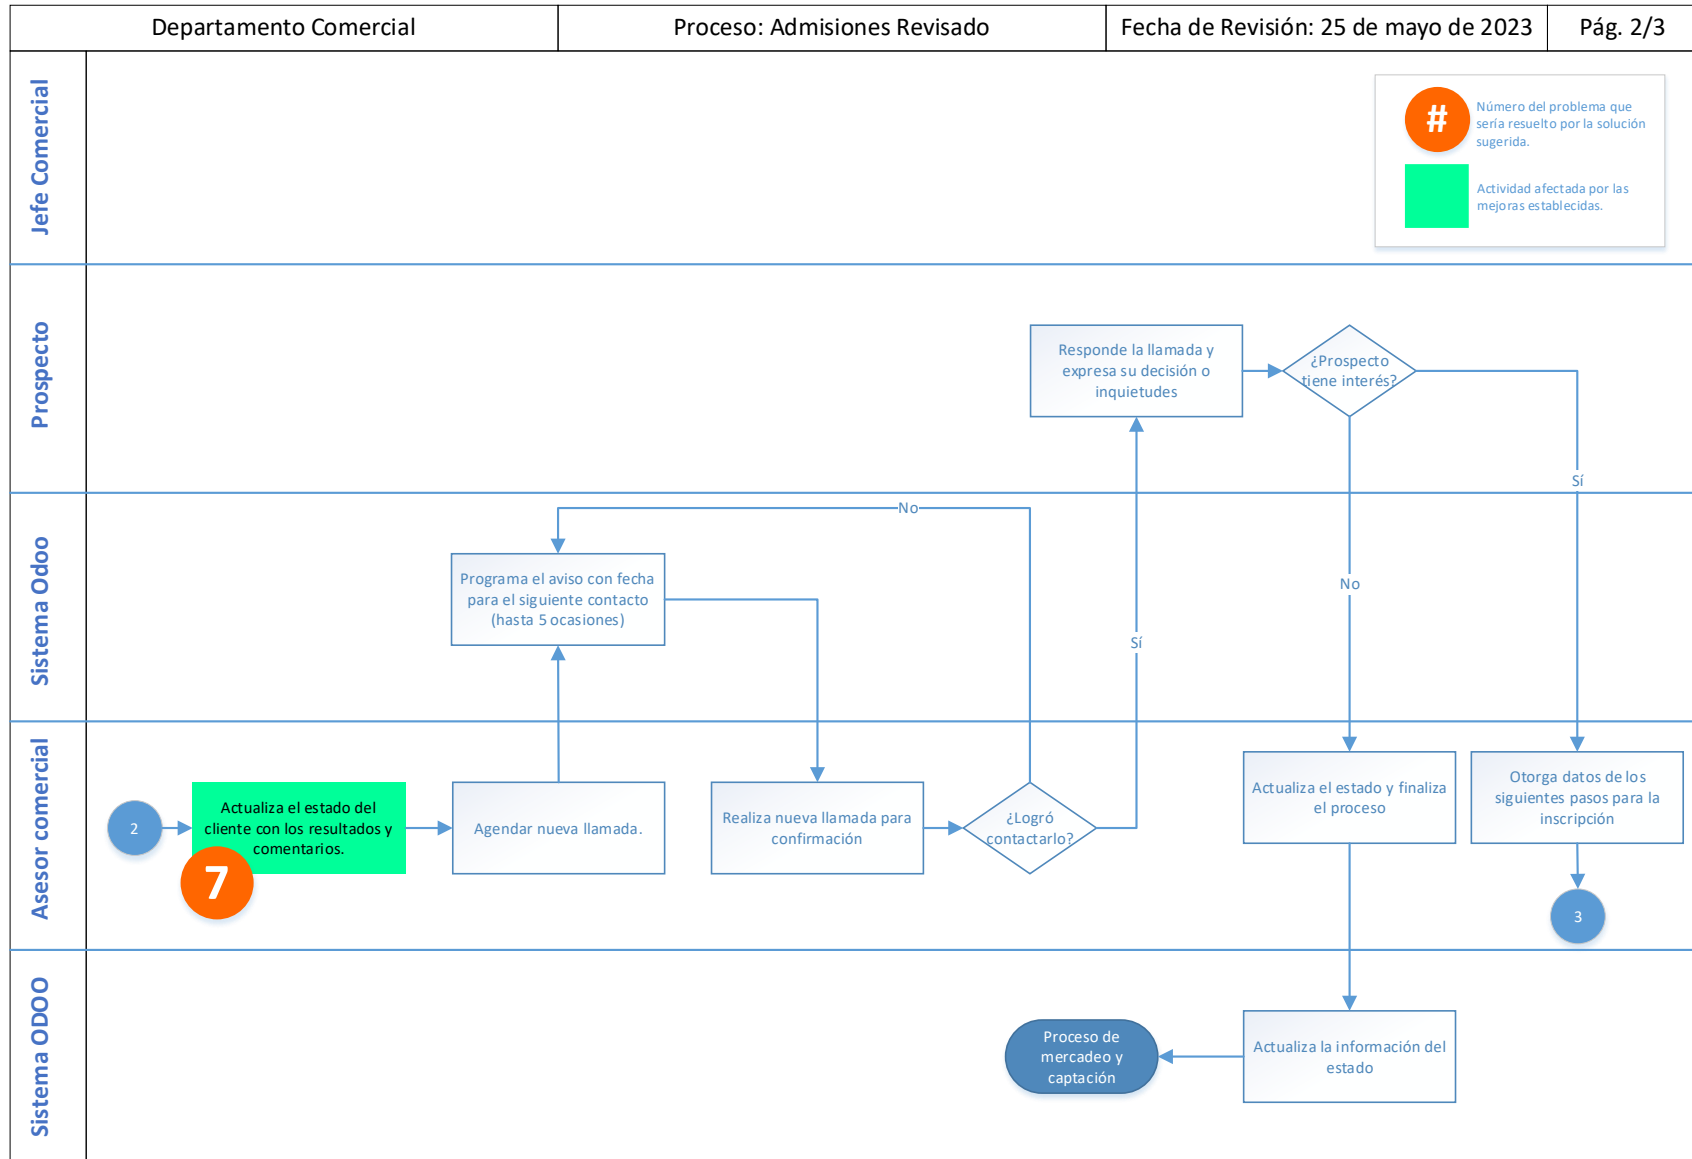 Departamento Comercial
Proceso: Admisiones Revisado
Fecha de Revisión: 25 de mayo de 2023
Pág. 2/3
Jefe Comercial
#
Número del problema que
sería resuelto por la solución
sugerida.
Actividad afectada por las
mejoras establecidas.
Prospecto
Responde la llamada y
expresa su decisión o
inquietudes
¿Prospecto
tiene interés?
Sí
Sistema Odoo
No
Programa el aviso con fecha
para el siguiente contacto
(hasta 5 ocasiones)
Sí
No
Asesor comercial
2
Actualiza el estado del
cliente con los resultados y
comentarios.
7
Agendar nueva llamada.
Realiza nueva llamada para
confirmación
¿Logró
contactarlo?
Actualiza el estado y finaliza
el proceso
Otorga datos de los
siguientes pasos para la
inscripción
3
Sistema ODOO
Proceso de
mercadeo y
captación
Actualiza la información del
estado